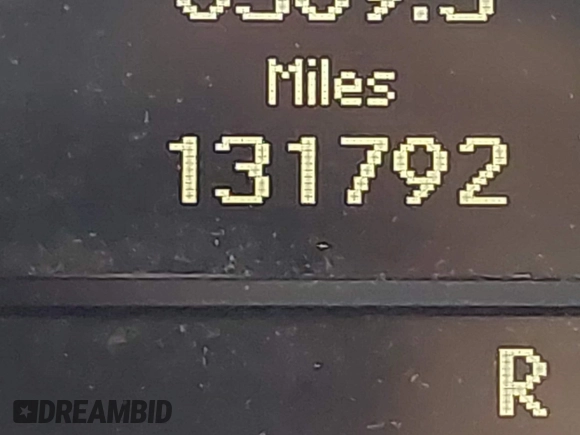 Miles
131792
R
DREAMBID